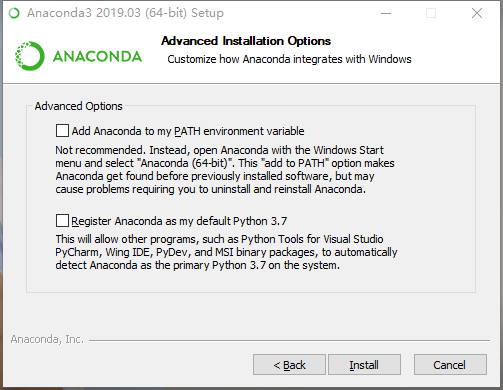 Anaconda3 2019.03 (64-bit) Setup
ANACONDA
Advanced Installation Options
Customize how Anaconda integrates with Windows
Advanced Options
Add Anaconda to my PATH environment variable
Not recommended. Instead, open Anaconda with the Windows Start
menu and select "Anaconda (64-bit)". This "add to PATH" option makes
Anaconda get found before previously installed software, but may
cause problems requiring you to uninstall and reinstall Anaconda.
Register Anaconda as my default Python 3.7
This will allow other programs, such as Python Tools for Visual Studio
PyCharm, Wing IDE, PyDev, and MSI binary packages, to automatically
detect Anaconda as the primary Python 3.7 on the system.
Anaconda, Inc.
< Back
Install
Cancel